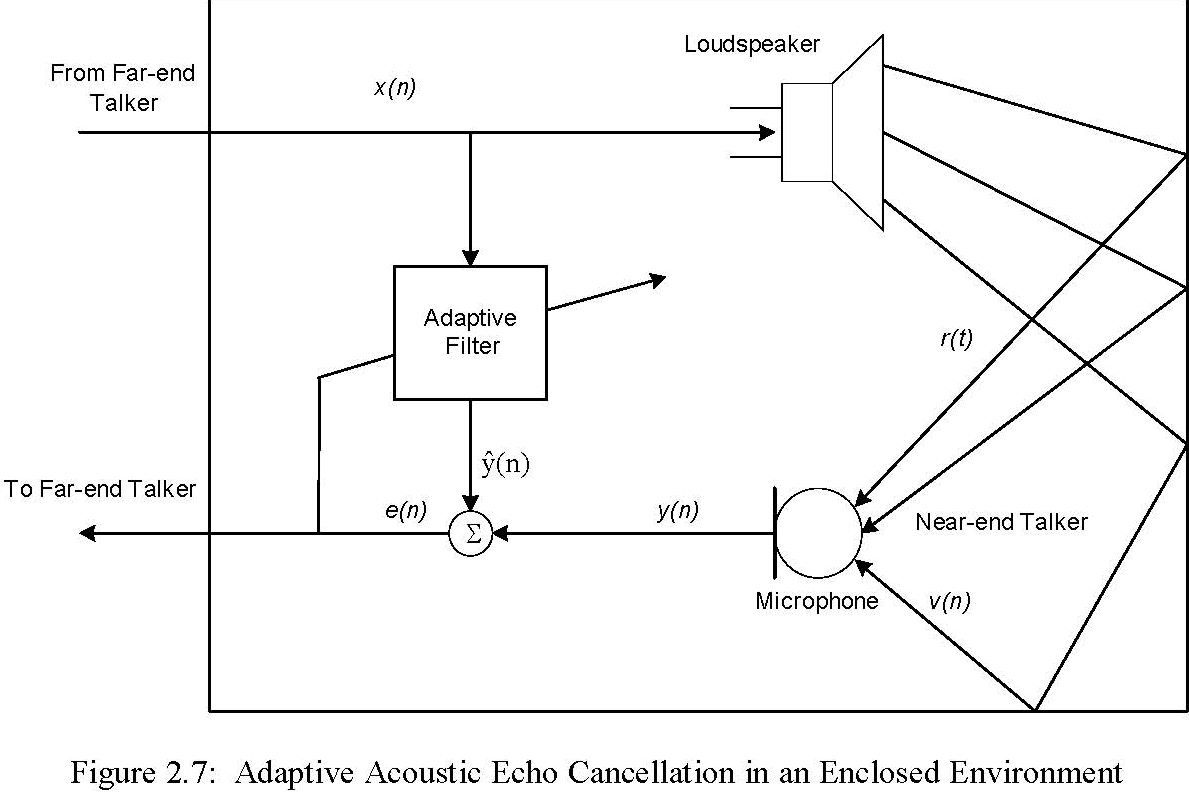 Loudspeaker
From Far-end
Talker
x(n)
Adaptive
Filter
r(t)
ŷ(n)
To Far-end Talker
e(n)
Σ
y(n)
Near-end Talker
Microphone
v(n)
Figure 2.7: Adaptive Acoustic Echo Cancellation in an Enclosed Environment